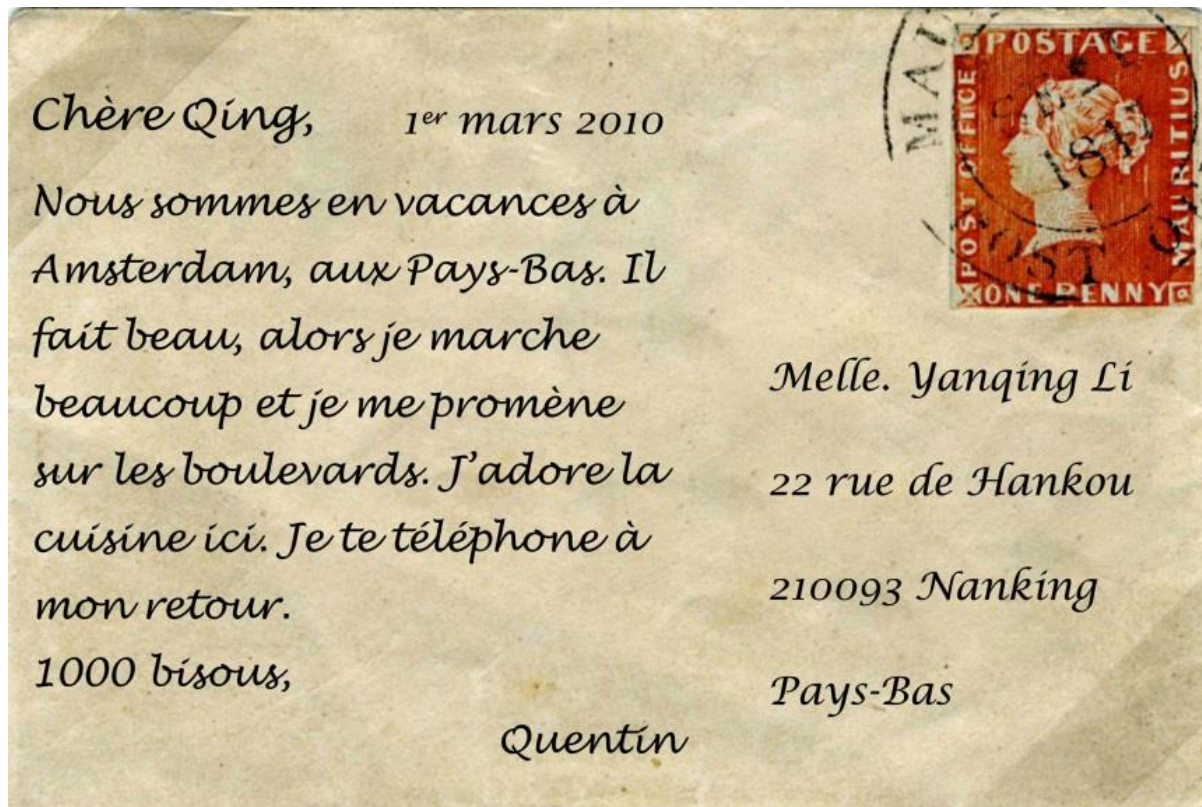 Chère Qing, 1er mars 2010
Nous sommes en vacances à
Amsterdam, aux Pays-Bas. Il
fait beau, alors je marche
beaucoup et je me promène
sur les boulevards. J'adore la
cuisine ici. Je te téléphone à
mon retour.
1000 bisous,
Quentin
POSTAGE
POST OFFICE
MAURITIUS
ONE PENNY
Melle. Yanqing Li
22 rue de Hankou
210093 Nanking
Pays-Bas